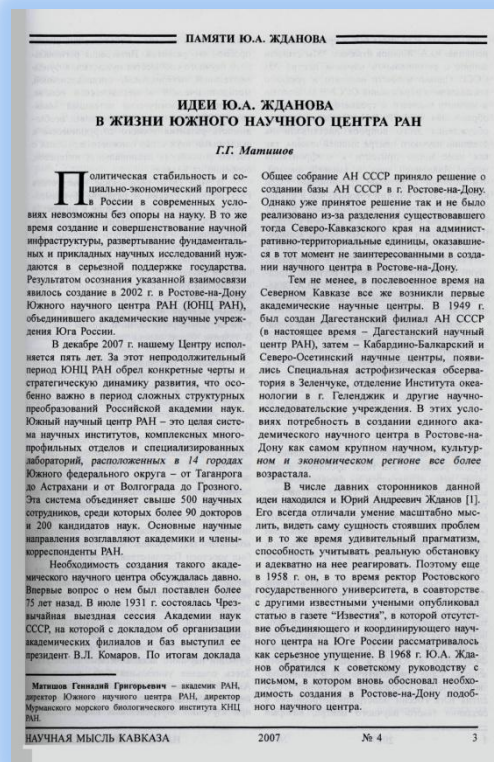 ПАМЯТИ Ю.А. ЖДАНОВА
ИДЕИ Ю.А. ЖДАНОВА
В ЖИЗНИ ЮЖНОГО НАУЧНОГО ЦЕНТРА РАН
Г.Г. Матишов
Политическая стабильность и со-
циально-экономический прогресс
в России в современных усло-
виях невозможны без опоры на науку. В то же
время создание и совершенствование научной
инфраструктуры, развертывание фундаменталь-
ных и прикладных научных исследований нуж-
даются в серьезной поддержке государства.
Результатом осознания указанной взаимосвязи
явилось создание в 2002 г. в Ростове-на-Дону
Южного научного центра РАН (ЮНЦ РАН),
объединившего академические научные учреж-
дения Юга России.
В декабре 2007 г. нашему Центру испол-
няется пять лет. За этот непродолжительный
период ЮНЦ РАН обрел конкретные черты и
стратегическую динамику развития, что осо-
бенно важно в период сложных структурных
преобразований Российской академии наук.
Южный научный центр РАН – это целая систе-
ма научных институтов, комплексных много-
профильных отделов и специализированных
лабораторий, расположенных в 14 городах
Южного федерального округа – от Таганрога
до Астрахани и от Волгограда до Грозного.
Эта система объединяет свыше 500 научных
сотрудников, среди которых более 90 докторов
и 200 кандидатов наук. Основные научные
направления возглавляют академики и члены-
корреспонденты РАН.
Необходимость создания такого акаде-
мического научного центра обсуждалась давно.
Впервые вопрос о нем был поставлен более
75 лет назад. В июле 1931 г. состоялась Чрез-
вычайная выездная сессия Академии наук
СССР, на которой с докладом об организации
академических филиалов и баз выступил ее
президент В.Л. Комаров. По итогам доклада
Матишов Геннадий Григорьевич – академик РАН,
директор Южного научного центра РАН, директор
Мурманского морского биологического института КНЦ
РАН.
Общее собрание АН СССР приняло решение о
создании базы АН СССР в г. Ростове-на-Дону.
Однако уже принятое решение так и не было
реализовано из-за разделения существовавшего
тогда Северо-Кавказского края на администра-
тивно-территориальные единицы, оказавшие-
ся в тот момент не заинтересованными в созда-
нии научного центра в Ростове-на-Дону.
Тем не менее, в послевоенное время на
Северном Кавказе все же возникли первые
академические научные центры. В 1949 г.
был создан Дагестанский филиал АН СССР
(в настоящее время – Дагестанский научный
центр РАН), затем – Кабардино-Балкарский и
Северо-Осетинский научные центры, появи-
лись Специальная астрофизическая обсерва-
тория в Зеленчуке, отделение Института океа-
нологии в г. Геленджик и другие научно-
исследовательские учреждения. В этих усло-
виях потребность в создании единого ака-
демического научного центра в Ростове-на-
Дону как самом крупном научном, культур-
ном и экономическом регионе все более
возрастала.
В числе давних сторонников данной
идеи находился и Юрий Андреевич Жданов [1].
Его всегда отличали умение масштабно мыс-
лить, видеть саму сущность стоявших проблем
и в то же время удивительный прагматизм,
способность учитывать реальную обстановку
и адекватно на нее реагировать. Поэтому еще
в 1958 г. он, в то время ректор Ростовского
государственного университета, в соавторстве
с другими известными учеными опубликовал
статью в газете "Известия", в которой отсутст-
вие объединяющего и координирующего науч-
ного центра на Юге России рассматривалось
как серьезное упущение. В 1968 г. Ю.А. Жда-
нов обратился к советскому руководству с
письмом, в котором вновь обосновал необхо-
димость создания в Ростове-на-Дону подоб-
ного научного центра.
НАУЧНАЯ МЫСЛЬ КАВКАЗА 2007 № 4 3